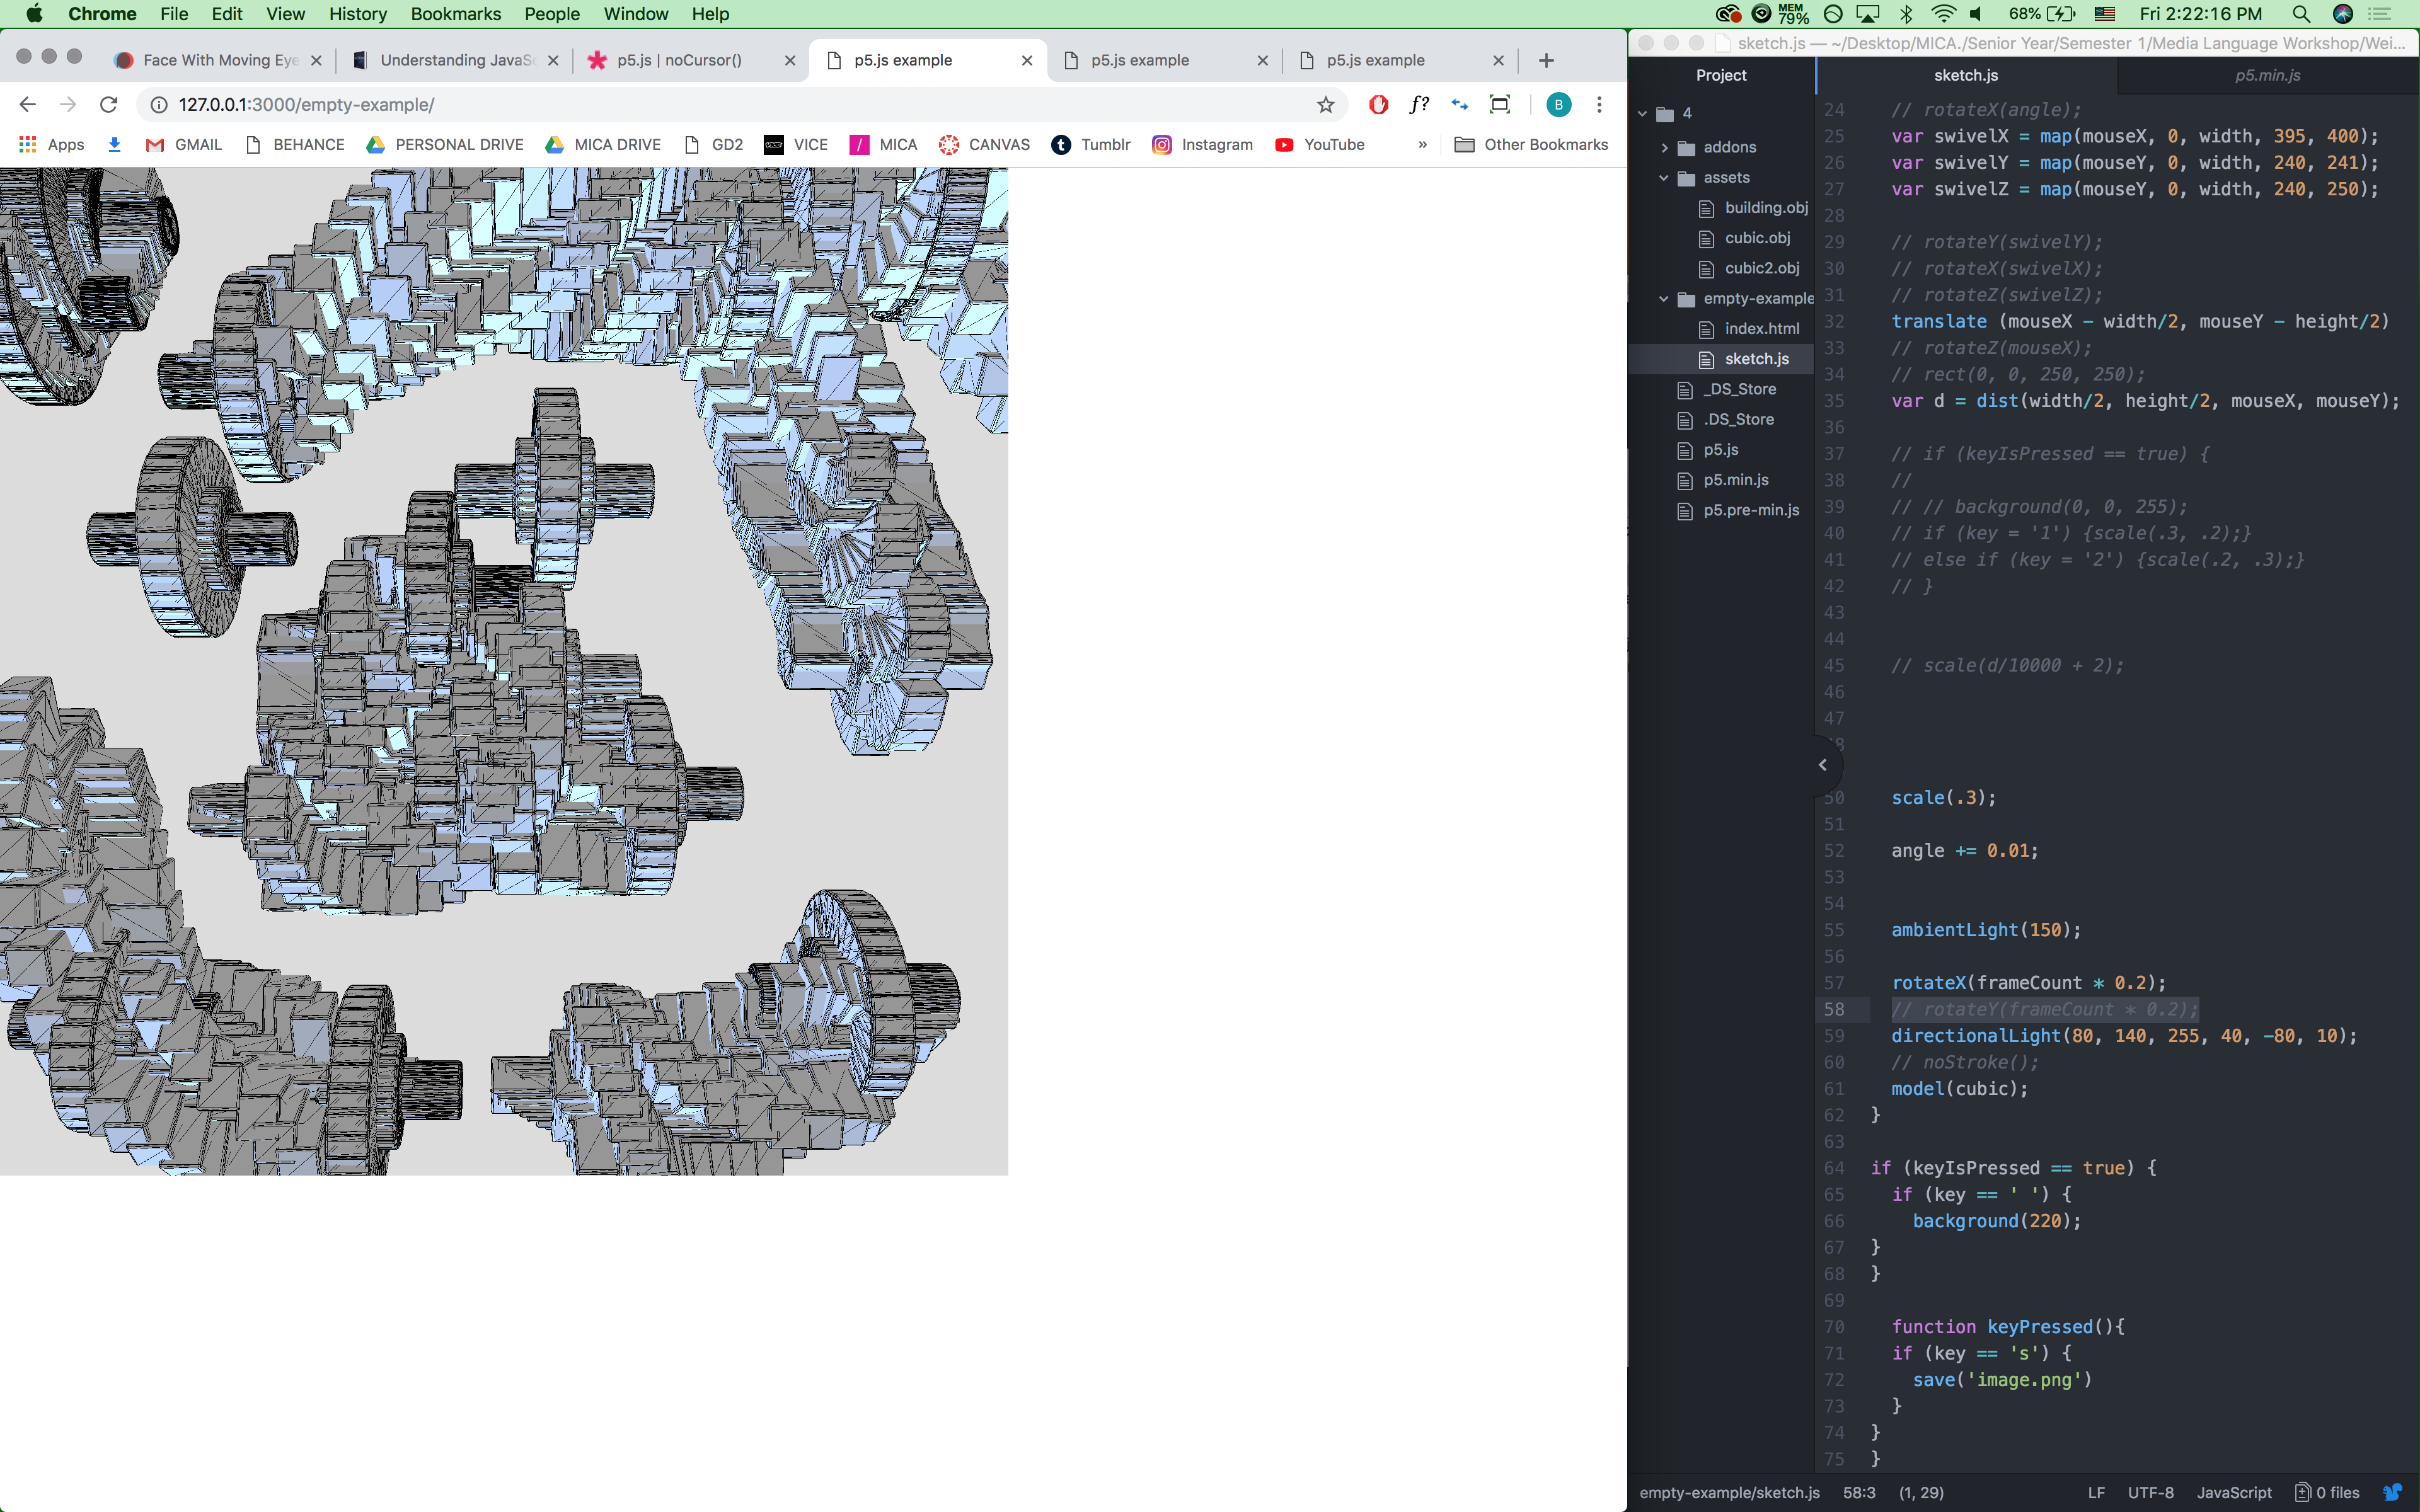 Chrome File Edit View History Bookmarks People Window Help
MEM 79% 68% Fri 2:22:16 PM
Face With Moving Eye
Understanding JavaSc
p5.js | noCursor()
p5.js example
p5.js example
p5.js example
127.0.0.1:3000/empty-example/
f?
B
Apps GMAIL BEHANCE PERSONAL DRIVE MICA DRIVE GD2 VICE MICA CANVAS Tumblr Instagram YouTube » Other Bookmarks
sketch.js — ~/Desktop/MICA./Senior Year/Semester 1/Media Language Workshop/Wei...
Project
4
addons
assets
building.obj
cubic.obj
cubic2.obj
empty-example
index.html
sketch.js
_DS_Store
.DS_Store
p5.js
p5.min.js
p5.pre-min.js
sketch.js
p5.min.js
24 // rotateX(angle);
25 var swivelX = map(mouseX, 0, width, 395, 400);
26 var swivelY = map(mouseY, 0, width, 240, 241);
27 var swivelZ = map(mouseY, 0, width, 240, 250);
28
29 // rotateY(swivelY);
30 // rotateX(swivelX);
31 // rotateZ(swivelZ);
32 translate (mouseX - width/2, mouseY - height/2)
33 // rotateZ(mouseX);
34 // rect(0, 0, 250, 250);
35 var d = dist(width/2, height/2, mouseX, mouseY);
36
37 // if (keyIsPressed == true) {
38 //
39 // // background(0, 0, 255);
40 // if (key = '1') {scale(.3, .2);}
41 // else if (key = '2') {scale(.2, .3);}
42 // }
43
44
45 // scale(d/10000 + 2);
46
47
8
50 scale(.3);
51
52 angle += 0.01;
53
54
55 ambientLight(150);
56
57 rotateX(frameCount * 0.2);
58 // rotateY(frameCount * 0.2);
59 directionalLight(80, 140, 255, 40, -80, 10);
60 // noStroke();
61 model(cubic);
62 }
63
64 if (keyIsPressed == true) {
65 if (key == ' ') {
66 background(220);
67 }
68 }
69
70 function keyPressed(){
71 if (key == 's') {
72 save('image.png')
73 }
74 }
75 }
empty-example/sketch.js 58:3 (1, 29) LF UTF-8 JavaScript 0 files